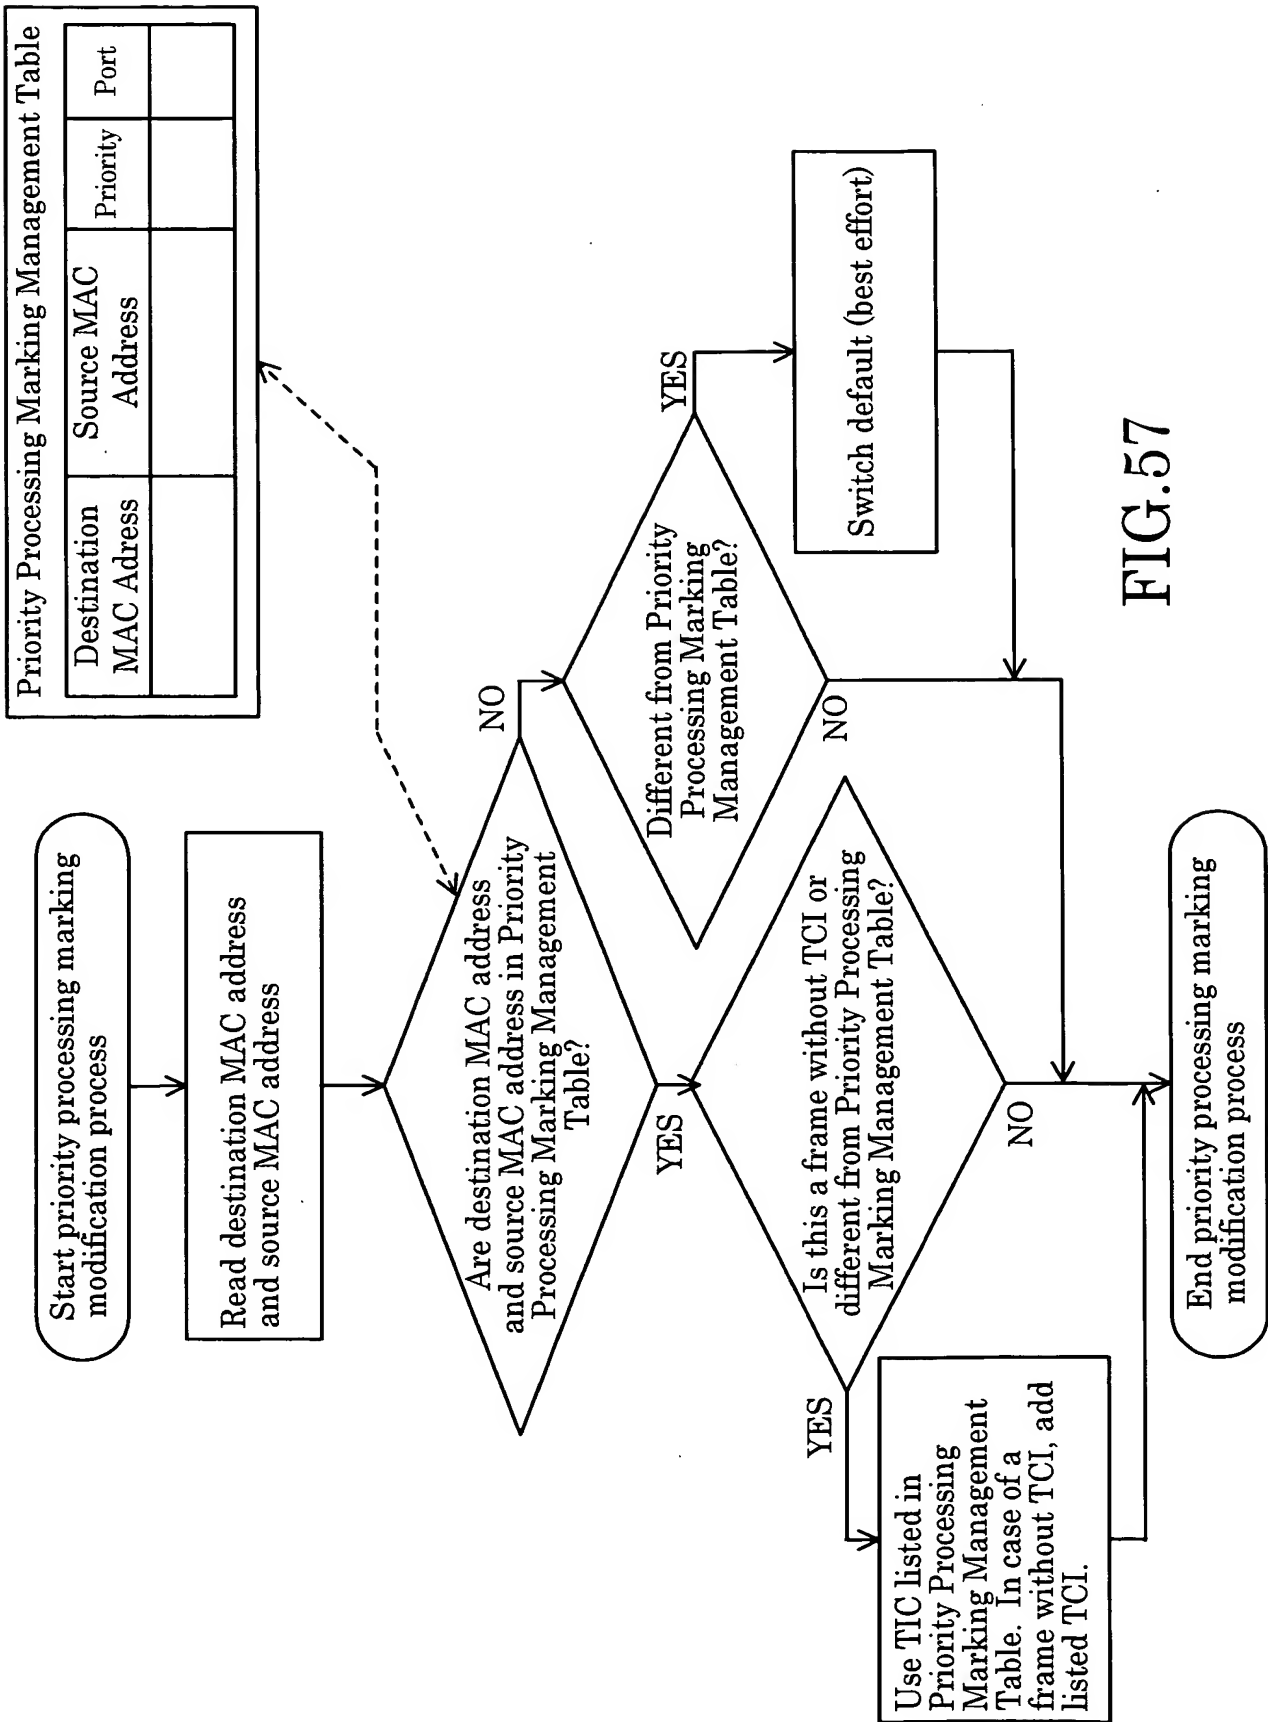 Priority Processing Marking Management Table
Destination
MAC Adress
Source MAC
Address
Priority
Port
Start priority processing marking
modification process
Read destination MAC address
and source MAC address
Are destination MAC address
and source MAC address in Priority
Processing Marking Management
Table?
NO
YES
Different from Priority
Processing Marking
Management Table?
YES
NO
Switch default (best effort)
Is this a frame without TCI or
different from Priority Processing
Marking Management Table?
YES
NO
Use TIC listed in
Priority Processing
Marking Management
Table. In case of a
frame without TCI, add
listed TCI.
End priority processing marking
modification process
FIG.57